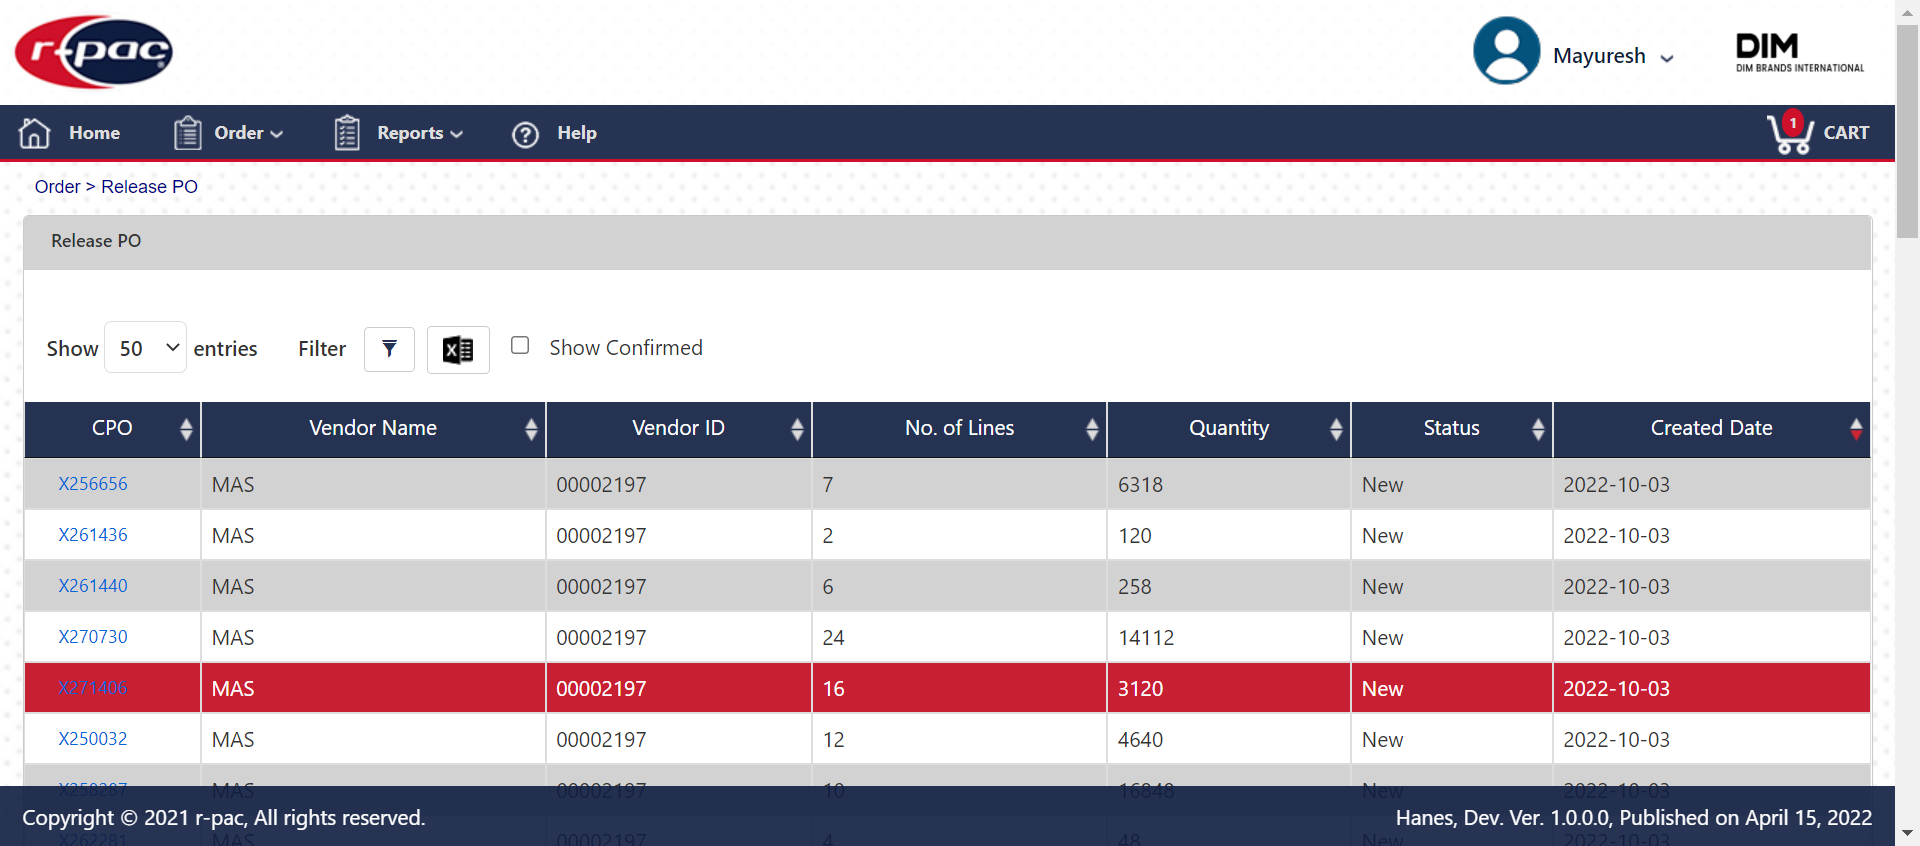 r-pac
Mayuresh
DIM
DIM BRANDS INTERNATIONAL
Home Order Reports Help 1 CART
Order > Release PO
Release PO
Show 50 entries Filter Show Confirmed
CPO Vendor Name Vendor ID No. of Lines Quantity Status Created Date
X256656 MAS 00002197 7 6318 New 2022-10-03
X261436 MAS 00002197 2 120 New 2022-10-03
X261440 MAS 00002197 6 258 New 2022-10-03
X270730 MAS 00002197 24 14112 New 2022-10-03
X271406 MAS 00002197 16 3120 New 2022-10-03
X250032 MAS 00002197 12 4640 New 2022-10-03
X258287 MAS 00002197 10 16848 New 2022-10-03
Copyright © 2021 r-pac, All rights reserved. Hanes, Dev. Ver. 1.0.0.0, Published on April 15, 2022
X262281 MAS 00002197 4 48 New 2022-10-03